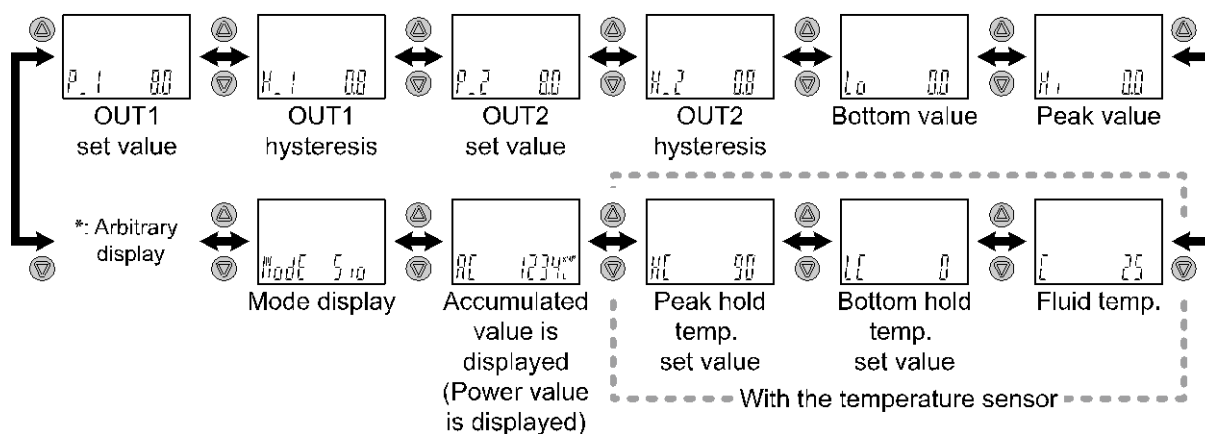 P_1 0.0
H_1 0.8
P_2 0.0
H_2 0.8
Lo 0.0
Hi 0.0
OUT1
set value
OUT1
hysteresis
OUT2
set value
OUT2
hysteresis
Bottom value
Peak value
*: Arbitrary
display
ModE Sio
AC 1234
HC 90
LC 0
C 25
Mode display
Accumulated
value is
displayed
(Power value
is displayed)
Peak hold
temp.
set value
Bottom hold
temp.
set value
Fluid temp.
With the temperature sensor